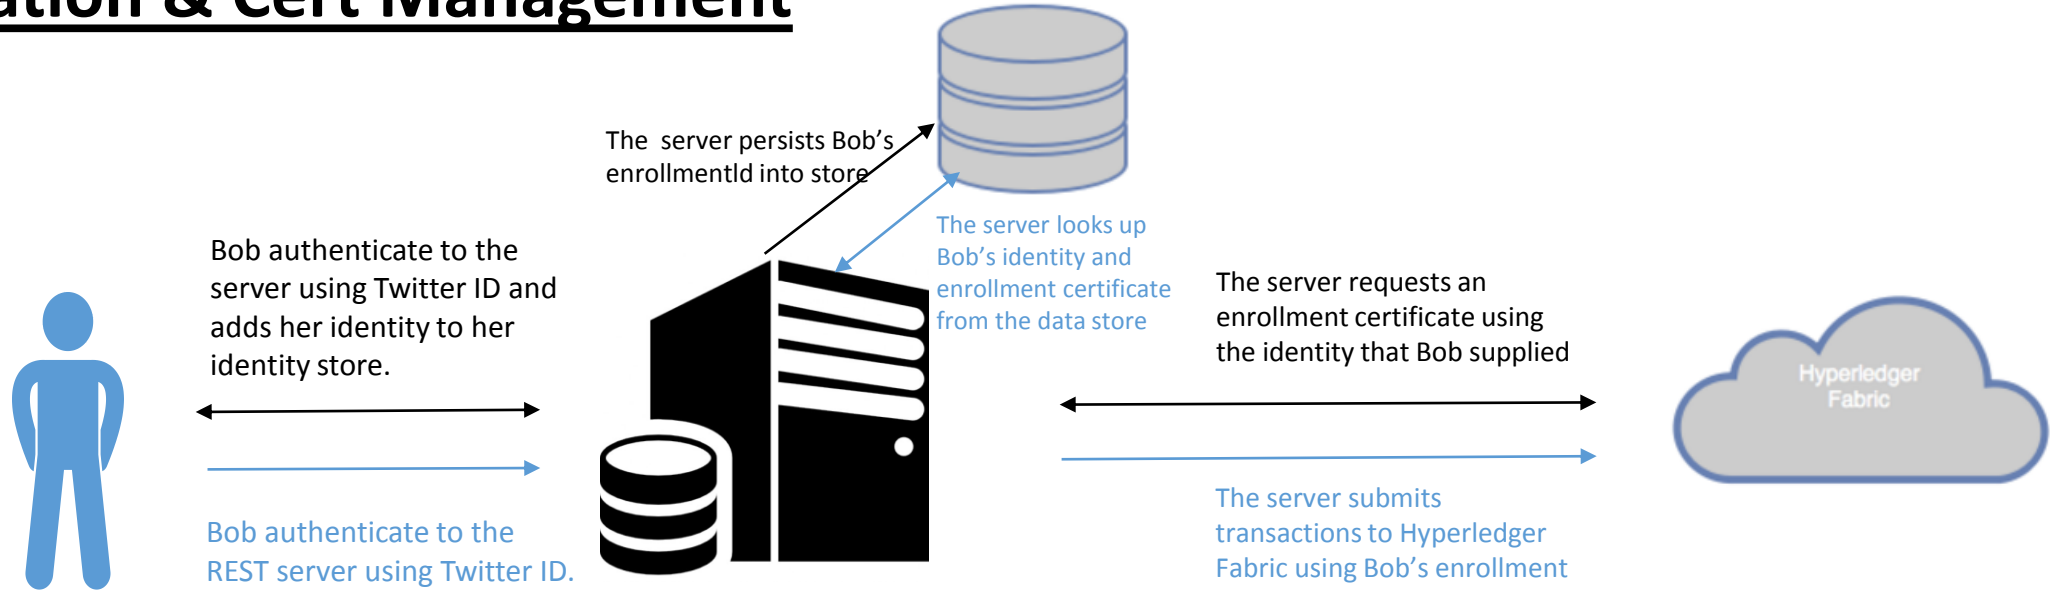 ation & Cert Management
The  server persists Bob’s
enrollmentId into store
Bob authenticate to the
server using Twitter ID and
adds her identity to her
identity store.
The server looks up
Bob’s identity and
enrollment certificate
from the data store
The server requests an
enrollment certificate using
the identity that Bob supplied
Hyperledger
Fabric
Bob authenticate to the
REST server using Twitter ID.
The server submits
transactions to Hyperledger
Fabric using Bob’s enrollment